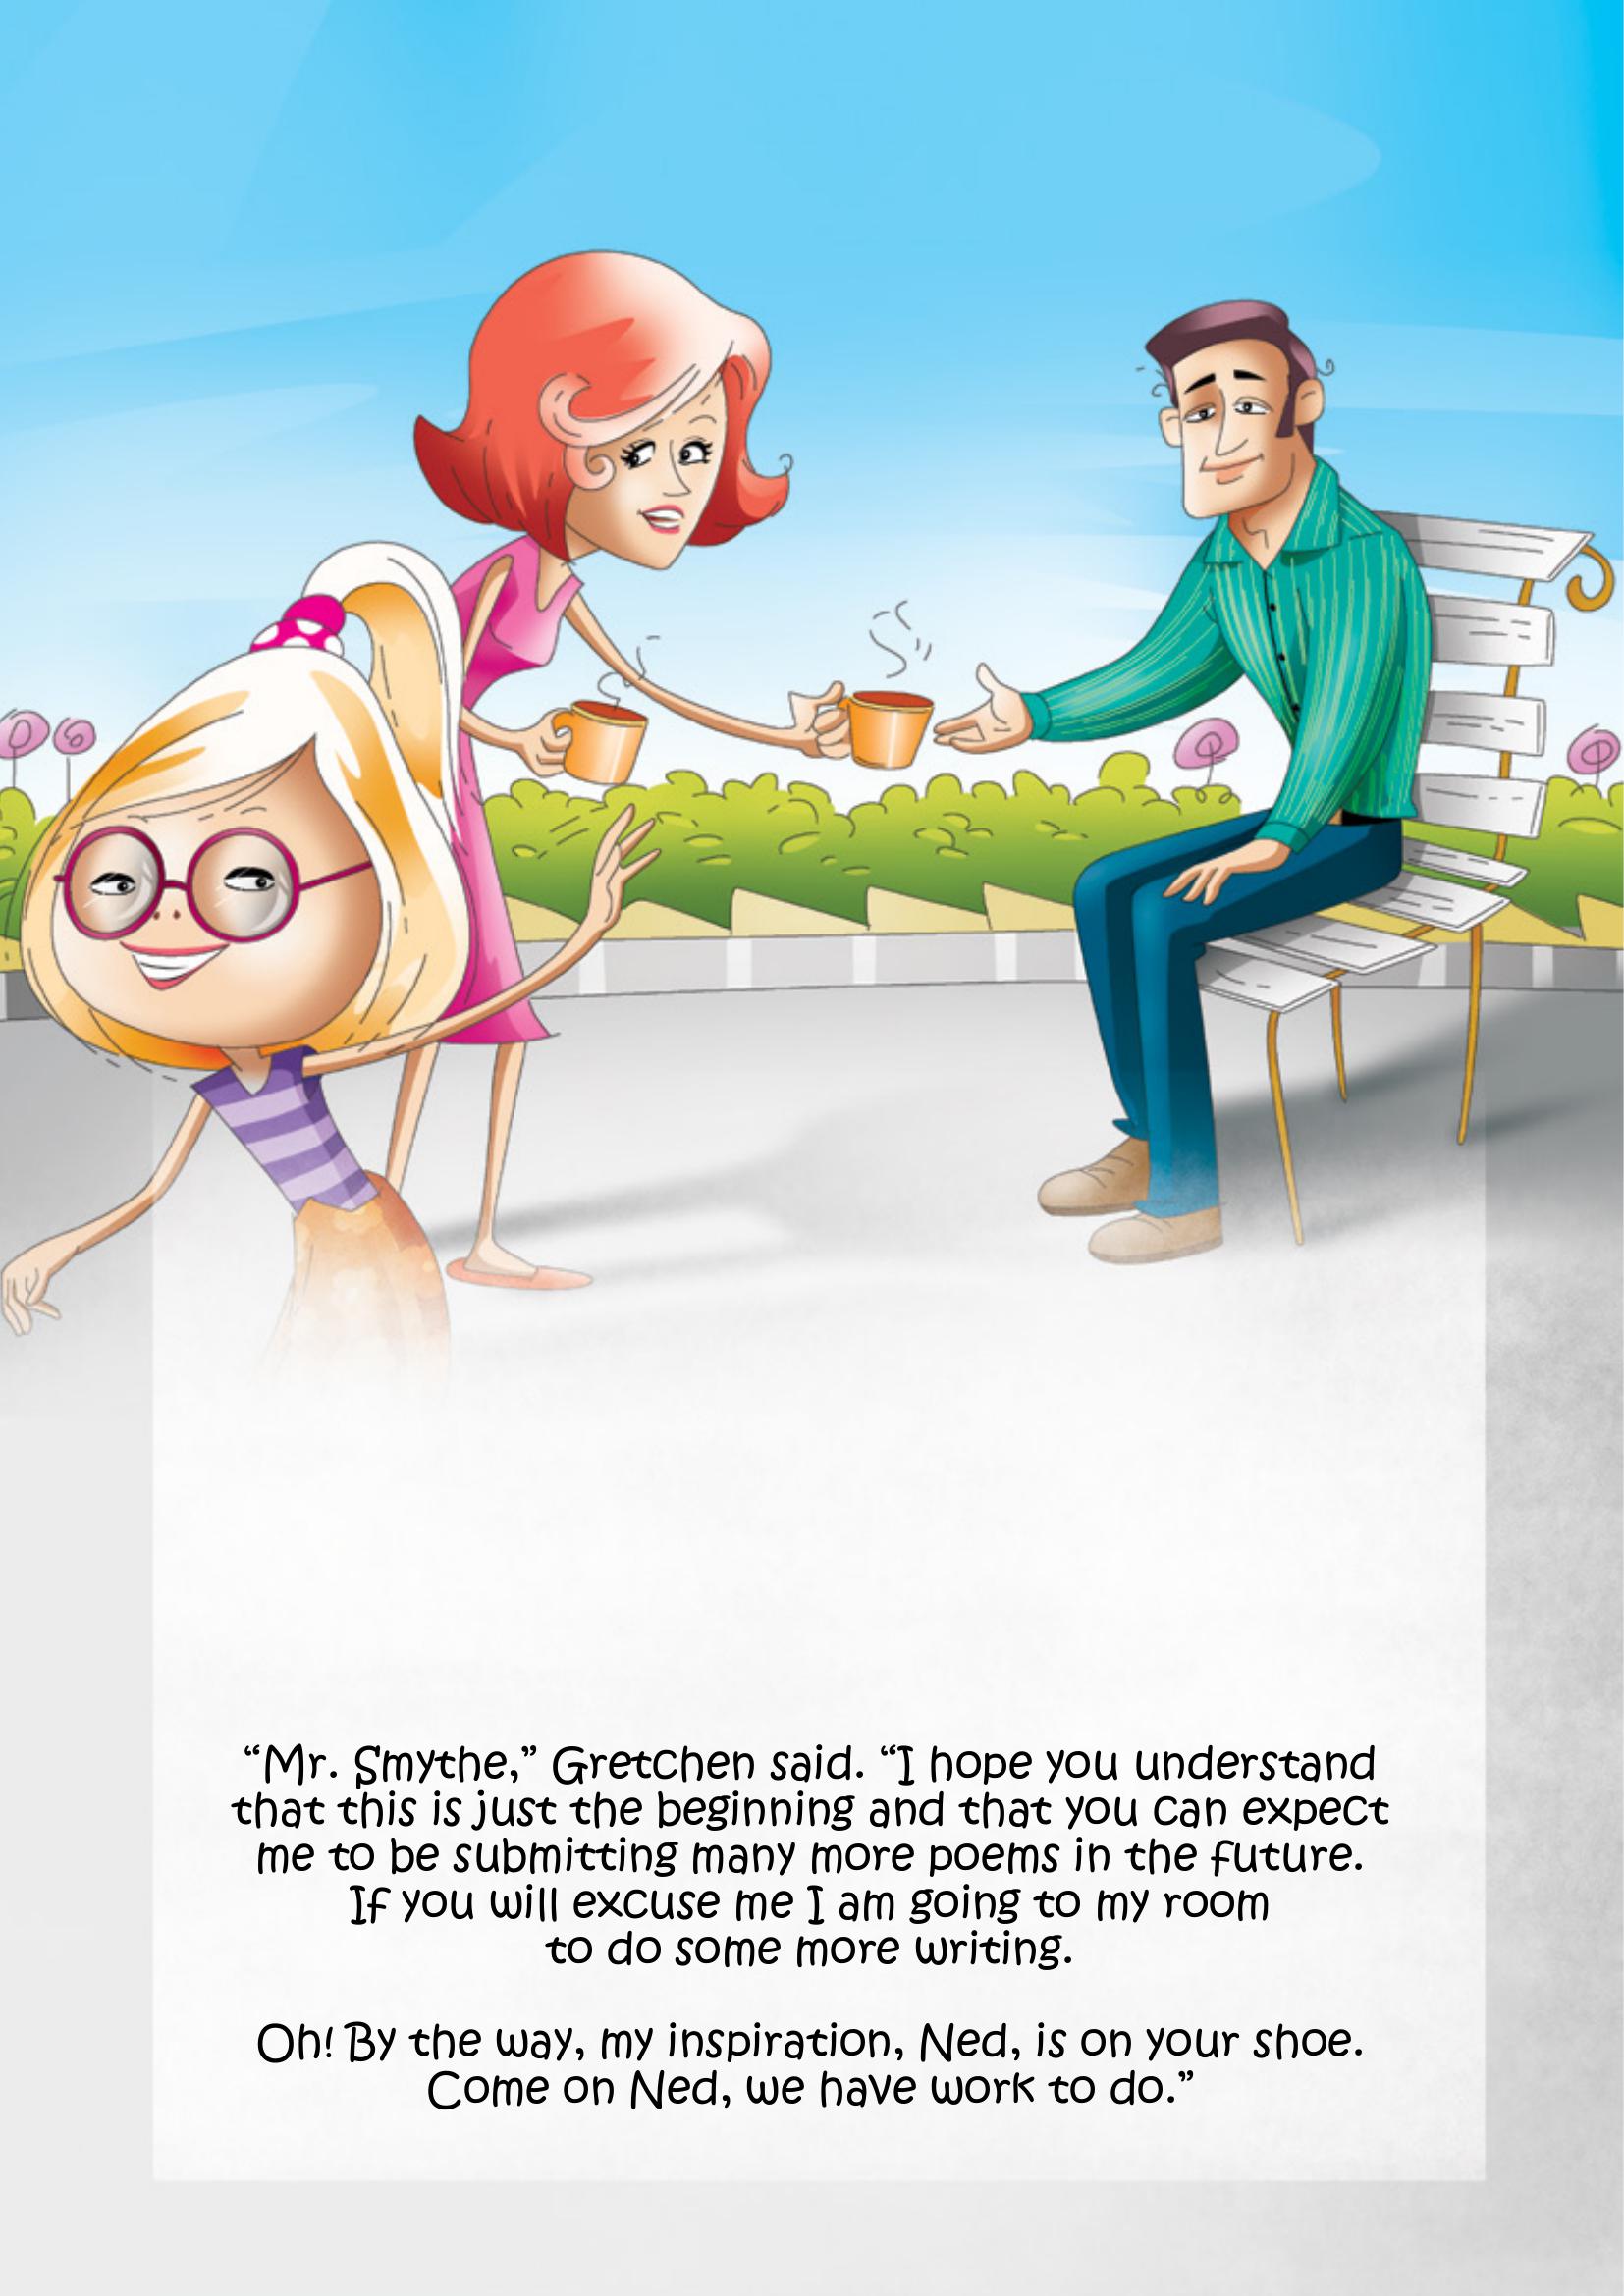 “Mr. Smythe,” Gretchen said. “I hope you understand
that this is just the beginning and that you can expect
me to be submitting many more poems in the future.
If you will excuse me I am going to my room
to do some more writing.
Oh! By the way, my inspiration, Ned, is on your shoe.
Come on Ned, we have work to do.”